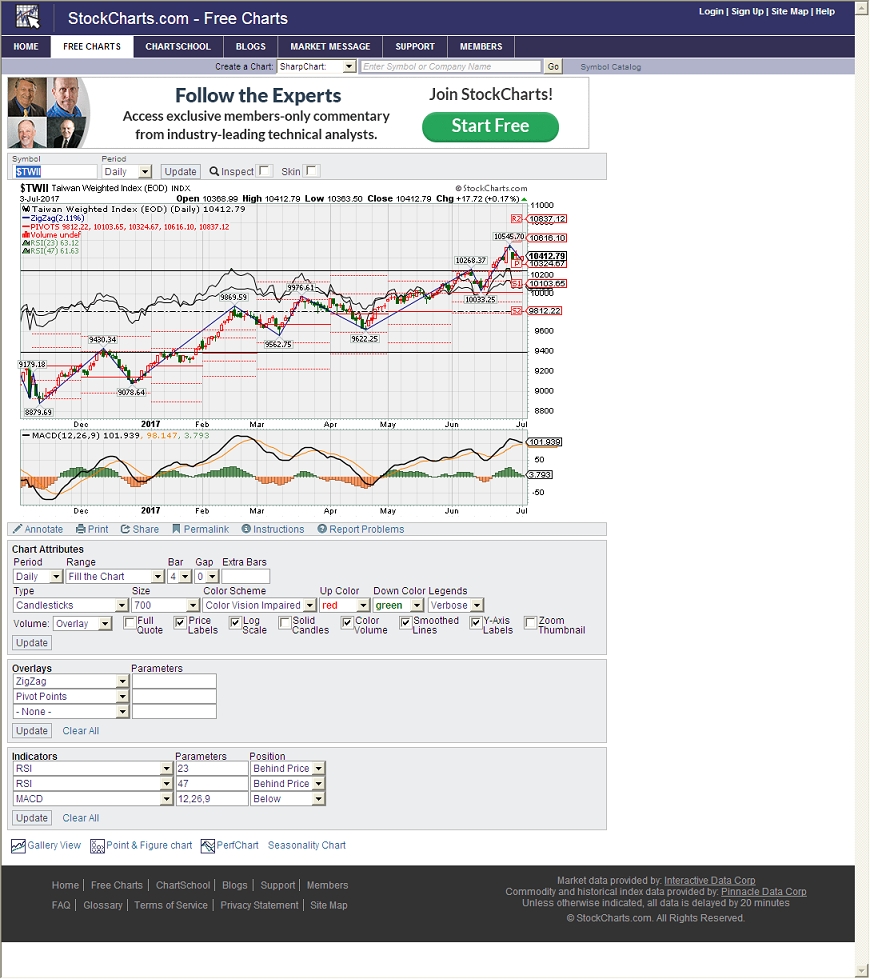 StockCharts.com - Free Charts
Login | Sign Up | Site Map | Help
HOME FREE CHARTS CHARTSCHOOL BLOGS MARKET MESSAGE SUPPORT MEMBERS
Create a Chart: SharpChart: Enter Symbol or Company Name Go Symbol Catalog
Follow the Experts
Access exclusive members-only commentary
from industry-leading technical analysts.
Join StockCharts!
Start Free
Symbol Period
$TWII Daily Update Inspect Skin
$TWII Taiwan Weighted Index (EOD) INDX © StockCharts.com
3-Jul-2017 Open 10368.99 High 10412.79 Low 10363.50 Close 10412.79 Chg +17.72 (+0.17%)
Taiwan Weighted Index (EOD) (Daily) 10412.79
ZigZag(2.11%)
PIVOTS 9812.22, 10103.65, 10324.67, 10616.10, 10837.12
Volume undef
RSI(23) 63.12
RSI(47) 61.63
11000
R2 10837.12
10616.10
10545.70
10412.79
P 10324.67
10268.37
10200
S1 10103.65
9976.61
10000
10033.25
9869.59
S2 9812.22
9600
9622.25
9562.75
9430.34
9400
9179.18
9200
9078.64
9000
8879.69
8800
Dec 2017 Feb Mar Apr May Jun Jul
MACD(12,26,9) 101.939, 98.147, 3.793
101.939
50
3.793
-50
Dec 2017 Feb Mar Apr May Jun Jul
Annotate Print Share Permalink Instructions Report Problems
Chart Attributes
Period Range Bar Gap Extra Bars
Daily Fill the Chart 4 0
Type Size Color Scheme Up Color Down Color Legends
Candlesticks 700 Color Vision Impaired red green Verbose
Volume: Overlay Full Quote Price Labels Log Scale Solid Candles Color Volume Smoothed Lines Y-Axis Labels Zoom Thumbnail
Update
Overlays Parameters
ZigZag
Pivot Points
- None -
Update Clear All
Indicators Parameters Position
RSI 23 Behind Price
RSI 47 Behind Price
MACD 12,26,9 Below
Update Clear All
Gallery View Point & Figure chart PerfChart Seasonality Chart
Home | Free Charts | ChartSchool | Blogs | Support | Members
FAQ | Glossary | Terms of Service | Privacy Statement | Site Map
Market data provided by: Interactive Data Corp
Commodity and historical index data provided by: Pinnacle Data Corp
Unless otherwise indicated, all data is delayed by 20 minutes
© StockCharts.com. All Rights Reserved.